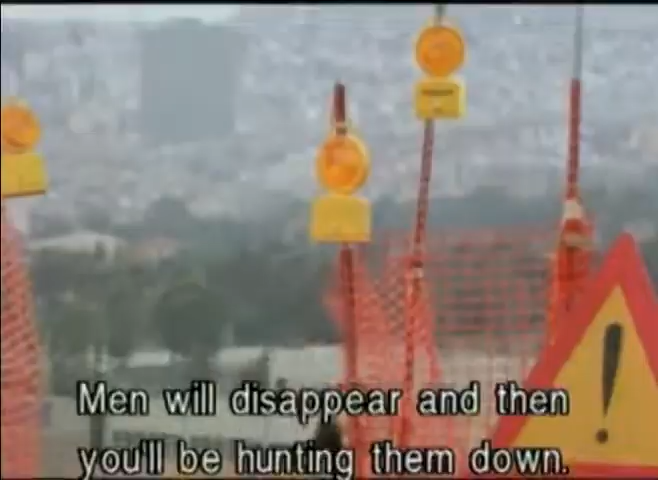 Men will disappear and then
you'll be hunting them down.